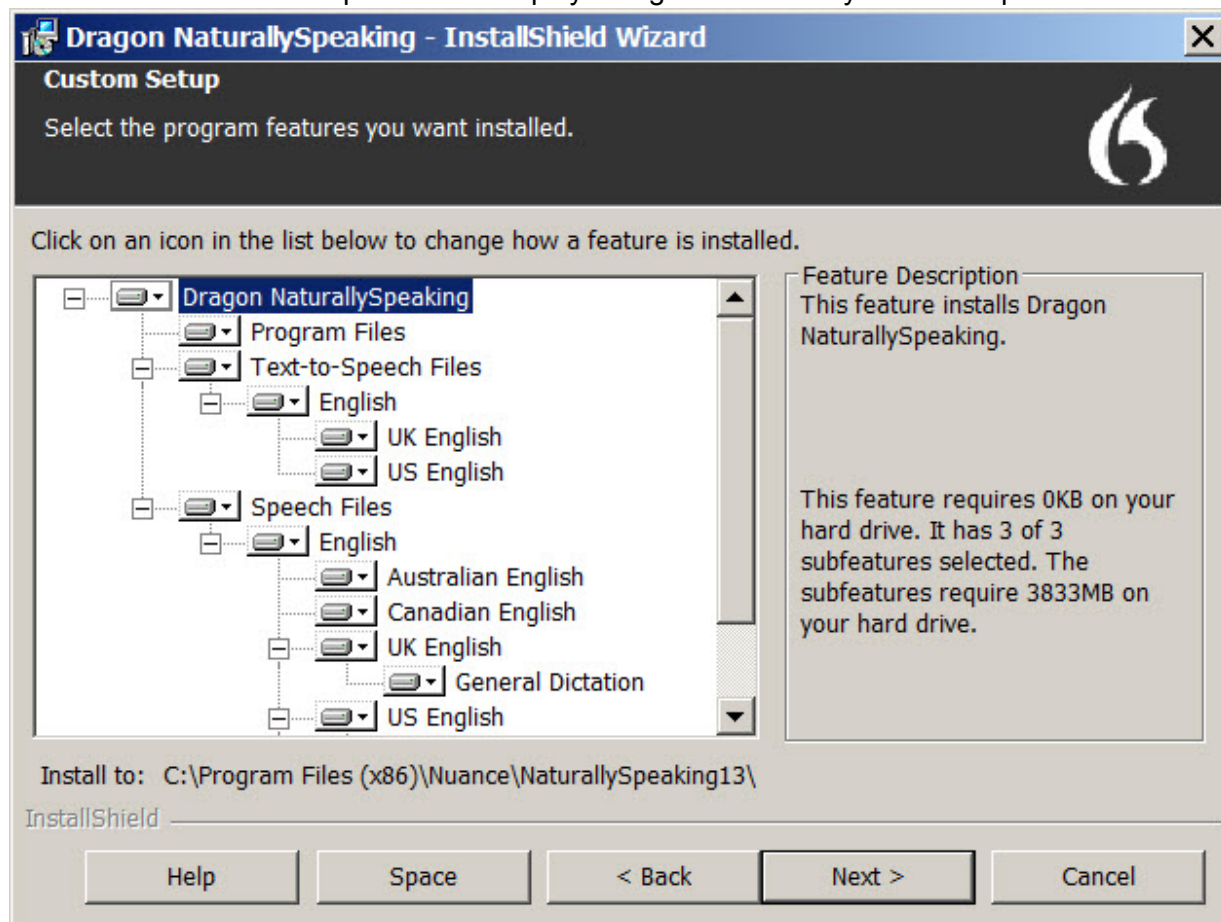 Dragon NaturallySpeaking - InstallShield Wizard
Custom Setup
Select the program features you want installed.
Click on an icon in the list below to change how a feature is installed.
Dragon NaturallySpeaking
Program Files
Text-to-Speech Files
English
UK English
US English
Speech Files
English
Australian English
Canadian English
UK English
General Dictation
US English
Feature Description
This feature installs Dragon
NaturallySpeaking.
This feature requires 0KB on your
hard drive. It has 3 of 3
subfeatures selected. The
subfeatures require 3833MB on
your hard drive.
Install to: C:\Program Files (x86)\Nuance\NaturallySpeaking13\
InstallShield
Help
Space
< Back
Next >
Cancel